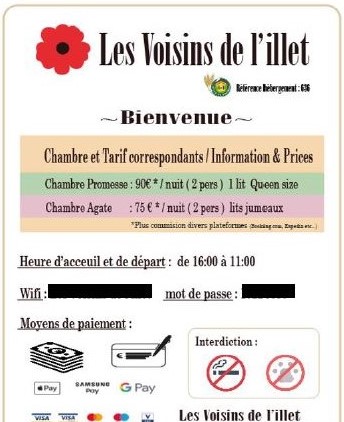 Les Voisins de l'illet
Référence Hébergement : 636
~Bienvenue~
Chambre et Tarif correspondants / Information & Prices
Chambre Promesse : 90€ * / nuit ( 2 pers ) 1 lit Queen size
Chambre Agate : 75 € * / nuit ( 2 pers ) lits jumeaux
*Plus commision divers plateformes (Booking.com, Expedia etc..)
Heure d'acceuil et de départ : de 16:00 à 11:00
Wifi : mot de passe :
Moyens de paiement :
Interdiction :
€
Pay SAMSUNG Pay G Pay
VISA VISA V
Les Voisins de l'illet